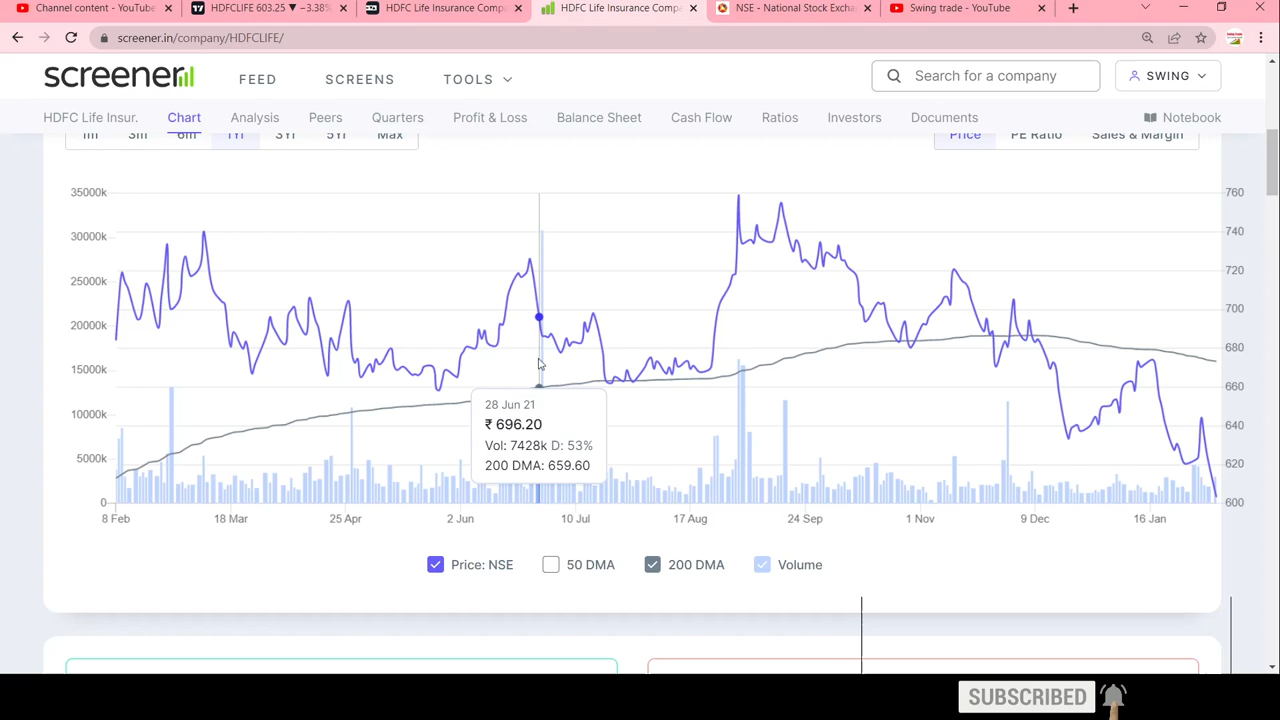 Channel content - YouTube
HDFCLIFE 603.25 ▼ −3.38%
HDFC Life Insurance Compan
HDFC Life Insurance Compa
NSE - National Stock Excha
Swing trade - YouTube
screener.in/company/HDFCLIFE/
screener
FEED
SCREENS
TOOLS
Search for a company
SWING
HDFC Life Insur.
Chart
Analysis
Peers
Quarters
Profit & Loss
Balance Sheet
Cash Flow
Ratios
Investors
Documents
Notebook
1m 3m 6m 1Yr 3Yr 5Yr Max
Price PE Ratio Sales & Margin
35000k
30000k
25000k
20000k
15000k
10000k
5000k
0
760
740
720
700
680
660
640
620
600
28 Jun 21
₹ 696.20
Vol: 7428k D: 53%
200 DMA: 659.60
8 Feb 18 Mar 25 Apr 2 Jun 10 Jul 17 Aug 24 Sep 1 Nov 9 Dec 16 Jan
Price: NSE
50 DMA
200 DMA
Volume
SUBSCRIBED